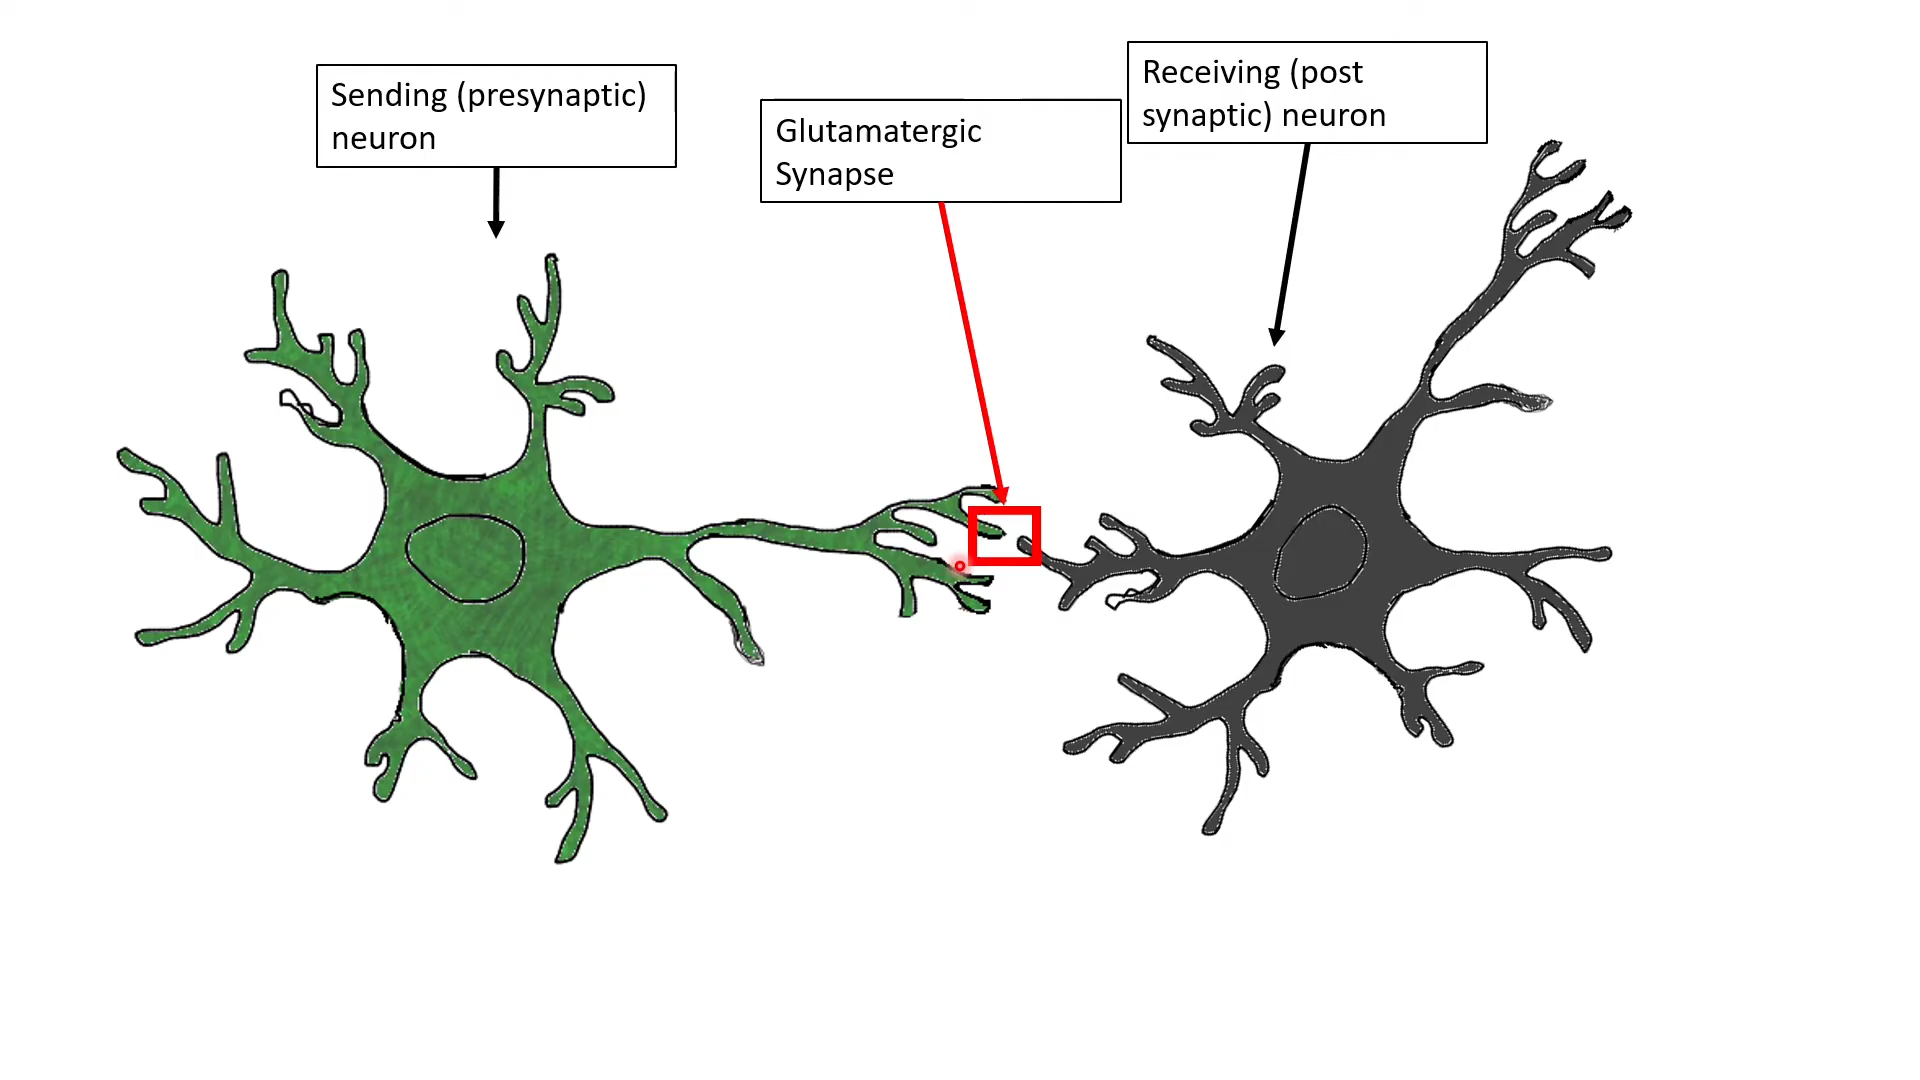 Sending (presynaptic)
neuron
Glutamatergic
Synapse
Receiving (post
synaptic) neuron